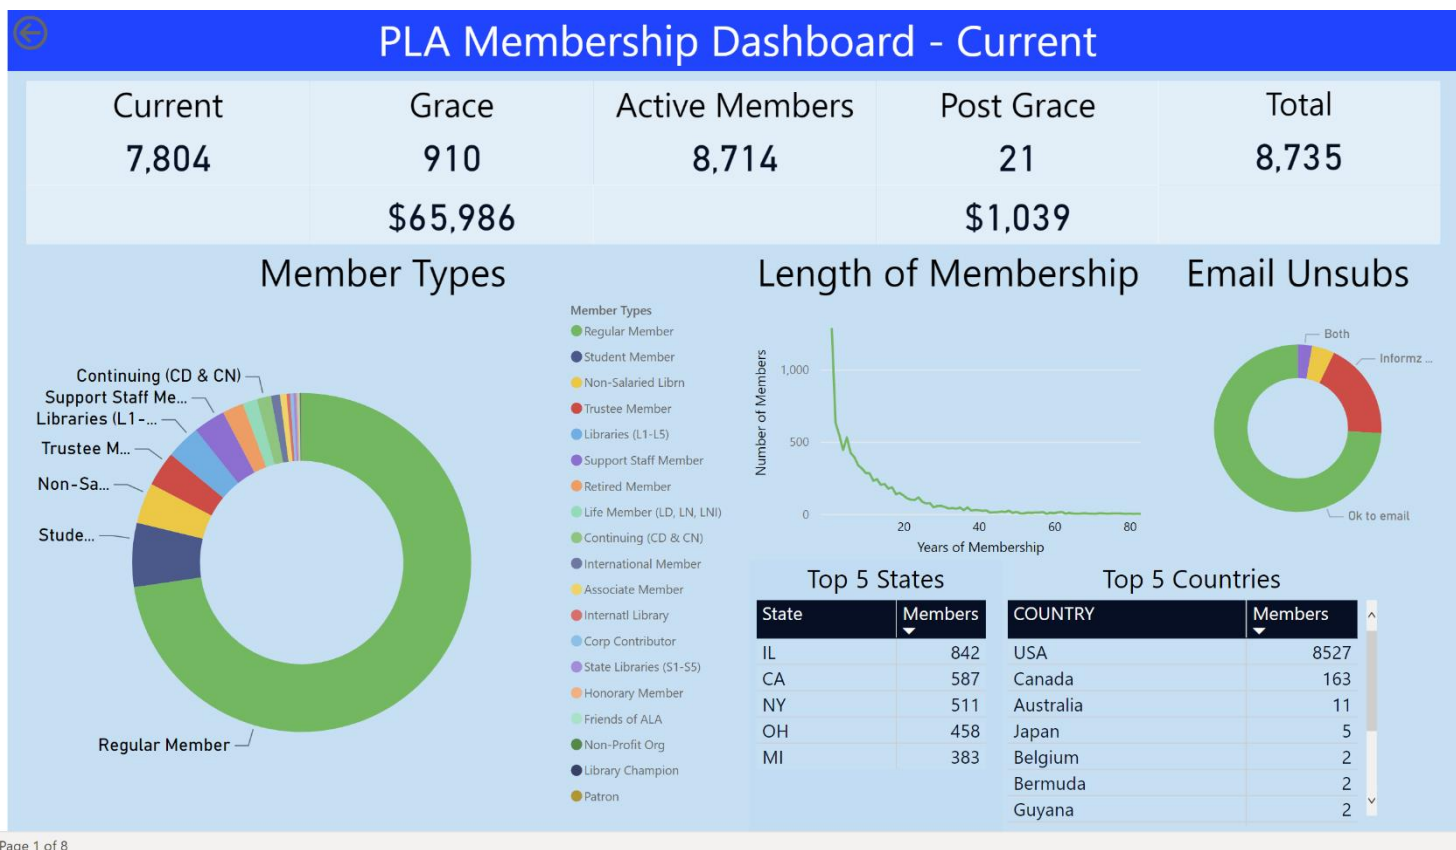 PLA Membership Dashboard - Current
Current
7,804
Grace
910
$65,986
Active Members
8,714
Post Grace
21
$1,039
Total
8,735
Member Types
Continuing (CD & CN)
Support Staff Me...
Libraries (L1-...
Trustee M...
Non-Sa...
Stude...
Regular Member
Member Types
Regular Member
Student Member
Non-Salaried Librn
Trustee Member
Libraries (L1-L5)
Support Staff Member
Retired Member
Life Member (LD, LN, LNI)
Continuing (CD & CN)
International Member
Associate Member
Internatl Library
Corp Contributor
State Libraries (S1-S5)
Honorary Member
Friends of ALA
Non-Profit Org
Library Champion
Patron
Length of Membership
Number of Members
1,000
500
0
20 40 60 80
Years of Membership
Email Unsubs
Both
Informz ...
Ok to email
Top 5 States
State Members
IL 842
CA 587
NY 511
OH 458
MI 383
Top 5 Countries
COUNTRY Members
USA 8527
Canada 163
Australia 11
Japan 5
Belgium 2
Bermuda 2
Guyana 2
Page 1 of 8